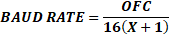 BAUD RATE = OFC / 16(X + 1)